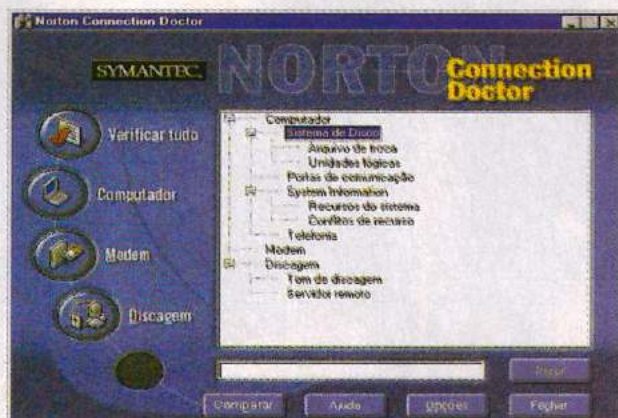 Norton Connection Doctor
SYMANTEC.
NORTON
Connection
Doctor
Verificar tudo
Computador
Modem
Discagem
Computador
Sistema de Disco
Arquivo de troca
Unidades lógicas
Portas de comunicação
System Information
Recursos do sistema
Conflitos de recurso
Telefonia
Modem
Discagem
Tom de discagem
Servidor remoto
Comparar
Ajuda
Opções
Fechar